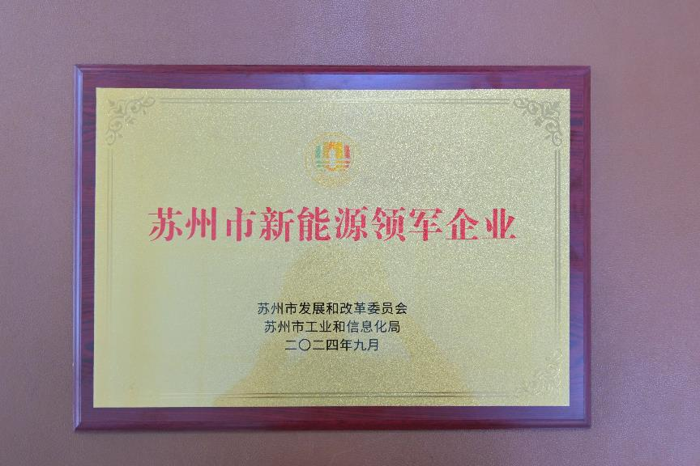 苏州市新能源领军企业
苏州市发展和改革委员会
苏州市工业和信息化局
二〇二四年九月